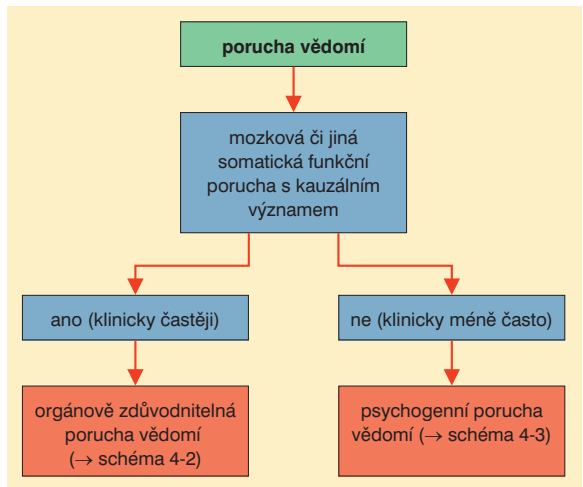 porucha vědomí
mozková či jiná
somatická funkční
porucha s kauzálním
významem
ano (klinicky častěji)
ne (klinicky méně často)
orgánově zdůvodnitelná
porucha vědomí
(→ schéma 4-2)
psychogenní porucha
vědomí (→ schéma 4-3)